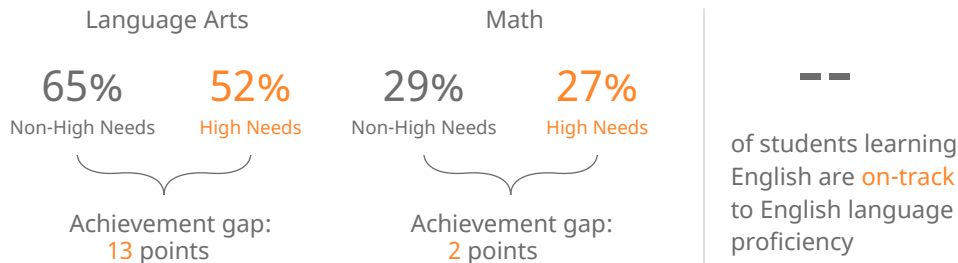 Language Arts
65%
Non-High Needs
52%
High Needs
Achievement gap:
13 points
Math
29%
Non-High Needs
27%
High Needs
Achievement gap:
2 points
--
of students learning
English are on-track
to English language
proficiency